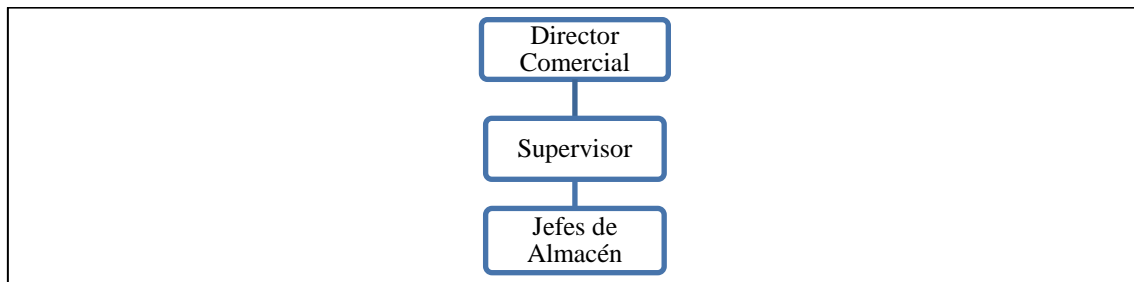 Director
Comercial
Supervisor
Jefes de
Almacén